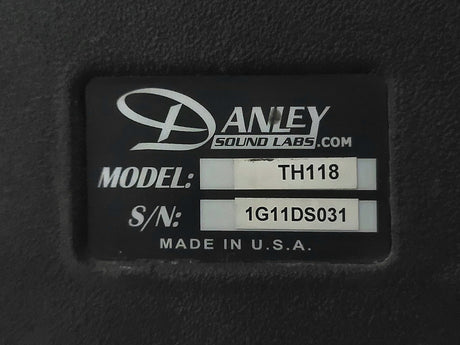 DANLEY
SOUND LABS.COM
MODEL: TH118
S/N: 1G11DS031
MADE IN U.S.A.